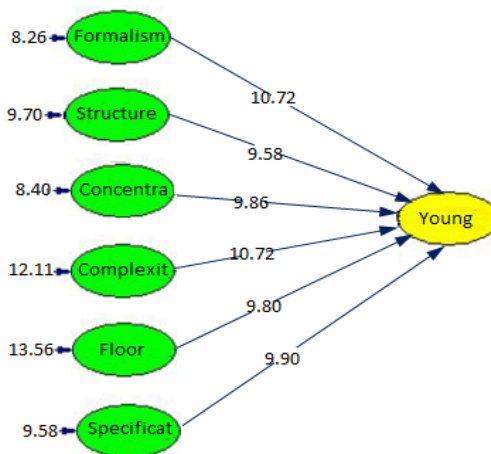 8.26 Formalism
10.72
9.70 Structure
9.58
8.40 Concentra
9.86
Young
10.72
12.11 Complexit
9.80
13.56 Floor
9.90
9.58 Specificat